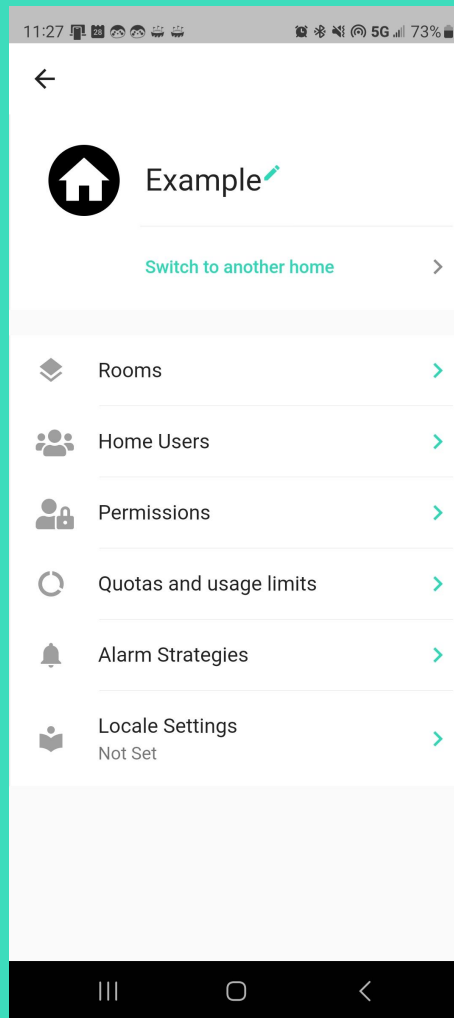 11:27 28 5G 73%
Example
Switch to another home
Rooms
Home Users
Permissions
Quotas and usage limits
Alarm Strategies
Locale Settings
Not Set